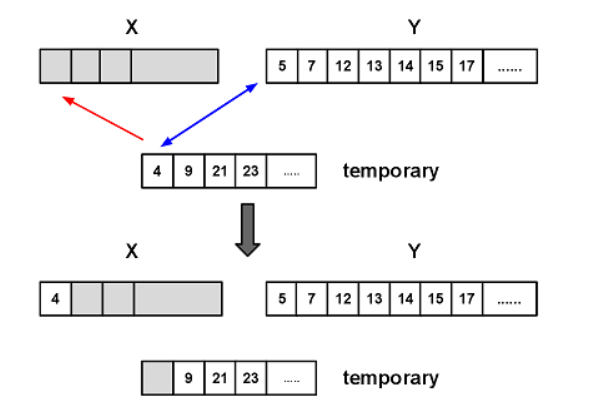 X Y
5 7 12 13 14 15 17 ......
4 9 21 23 ..... temporary
X Y
4 5 7 12 13 14 15 17 ......
9 21 23 ..... temporary